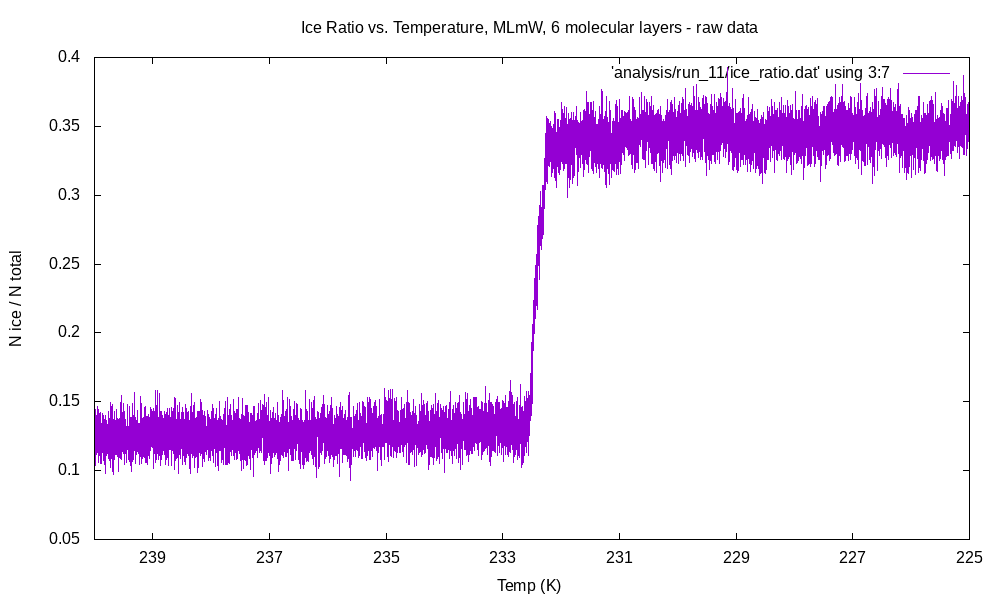 Ice Ratio vs. Temperature, MLmW, 6 molecular layers - raw data
'analysis/run_11/ice_ratio.dat' using 3:7
N ice / N total
0.4
0.35
0.3
0.25
0.2
0.15
0.1
0.05
239 237 235 233 231 229 227 225
Temp (K)